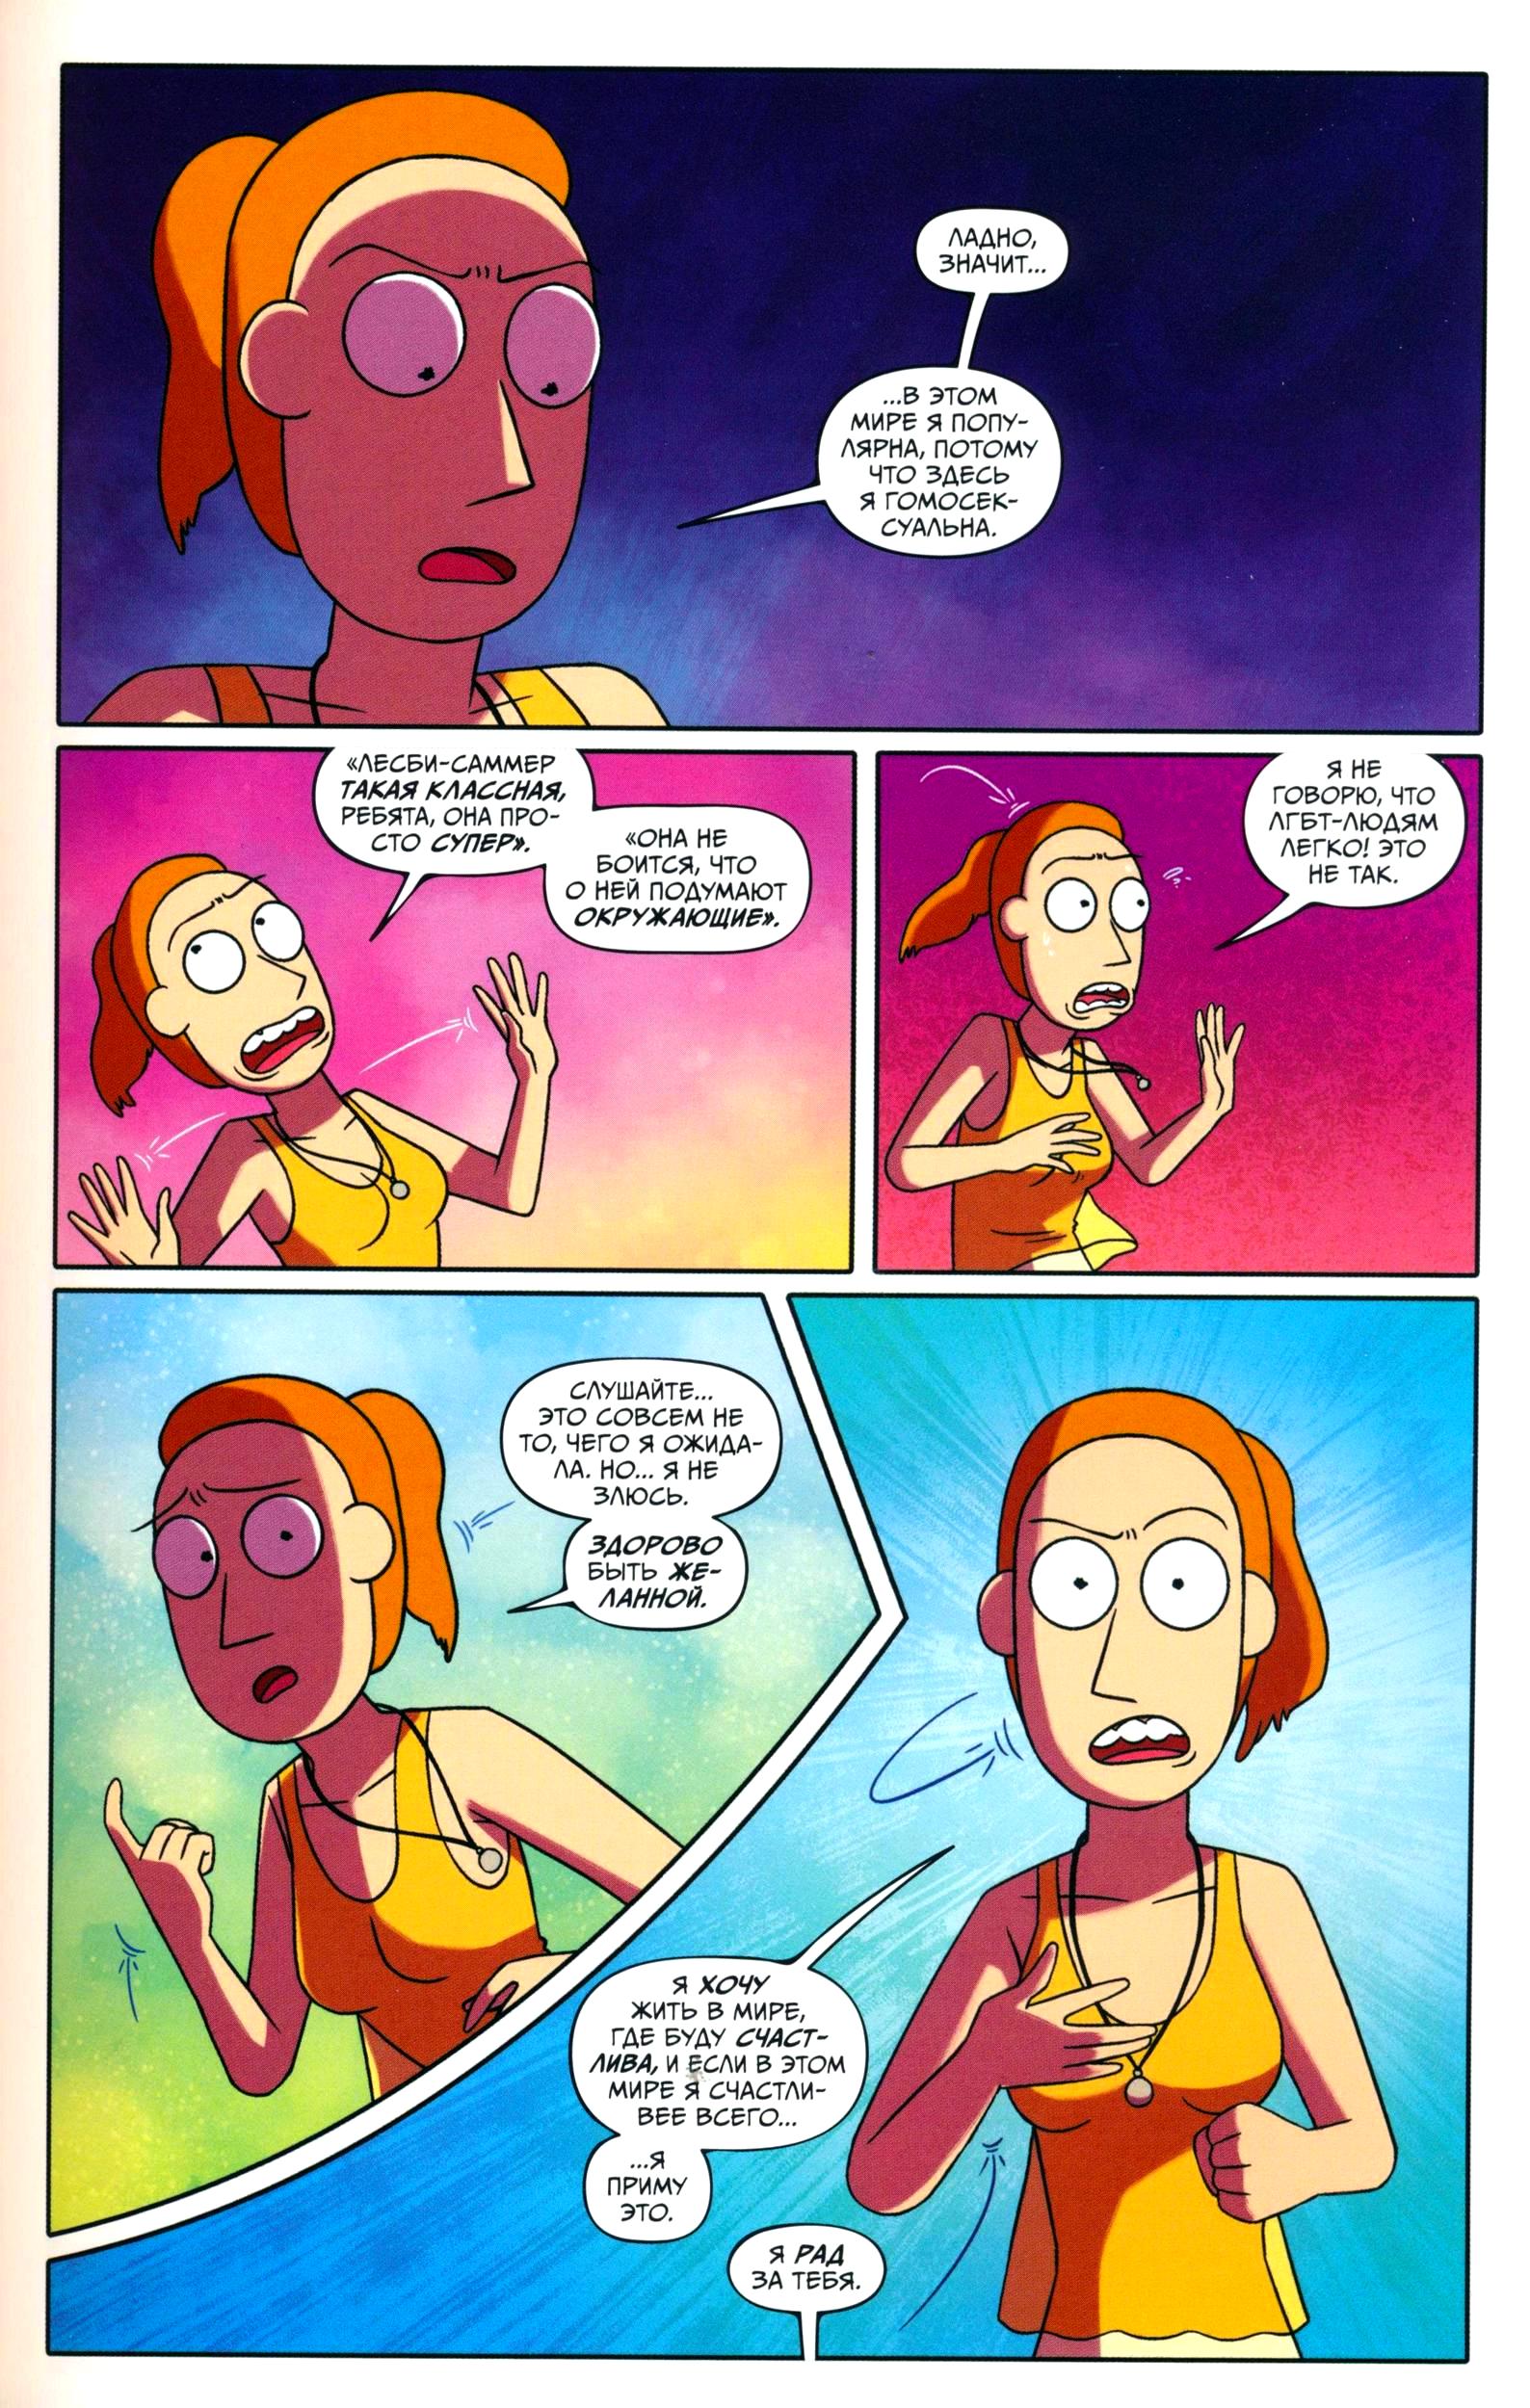 ЛАДНО,
ЗНАЧИТ...
...В ЭТОМ
МИРЕ Я ПОПУ-
ЛЯРНА, ПОТОМУ
ЧТО ЗДЕСЬ
Я ГОМОСЕК-
СУАЛЬНА.
«ЛЕСБИ-САММЕР
ТАКАЯ КЛАССНАЯ,
РЕБЯТА, ОНА ПРО-
СТО СУПЕР».
«ОНА НЕ
БОИТСЯ, ЧТО
О НЕЙ ПОДУМАЮТ
ОКРУЖАЮЩИЕ».
Я НЕ
ГОВОРЮ, ЧТО
ЛГБТ-ЛЮДЯМ
ЛЕГКО! ЭТО
НЕ ТАК.
СЛУШАЙТЕ...
ЭТО СОВСЕМ НЕ
ТО, ЧЕГО Я ОЖИДА-
ЛА. НО... Я НЕ
ЗЛЮСЬ.
ЗДОРОВО
БЫТЬ ЖЕ-
ЛАННОЙ.
Я ХОЧУ
ЖИТЬ В МИРЕ,
ГДЕ БУДУ СЧАСТ-
ЛИВА, И ЕСЛИ В ЭТОМ
МИРЕ Я СЧАСТЛИ-
ВЕЕ ВСЕГО...
...Я
ПРИМУ
ЭТО.
Я РАД
ЗА ТЕБЯ.